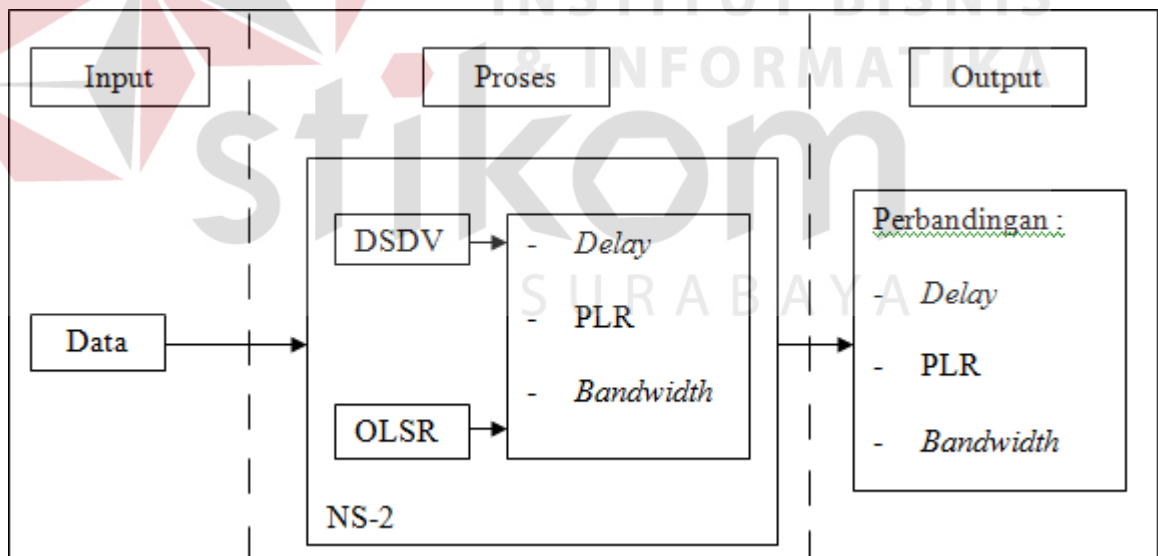 INSTITUT BISNIS
& INFORMATIKA
stikom
SURABAYA
Input
Proses
Output
Data
DSDV
OLSR
- Delay
- PLR
- Bandwidth
NS-2
Perbandingan :
- Delay
- PLR
- Bandwidth